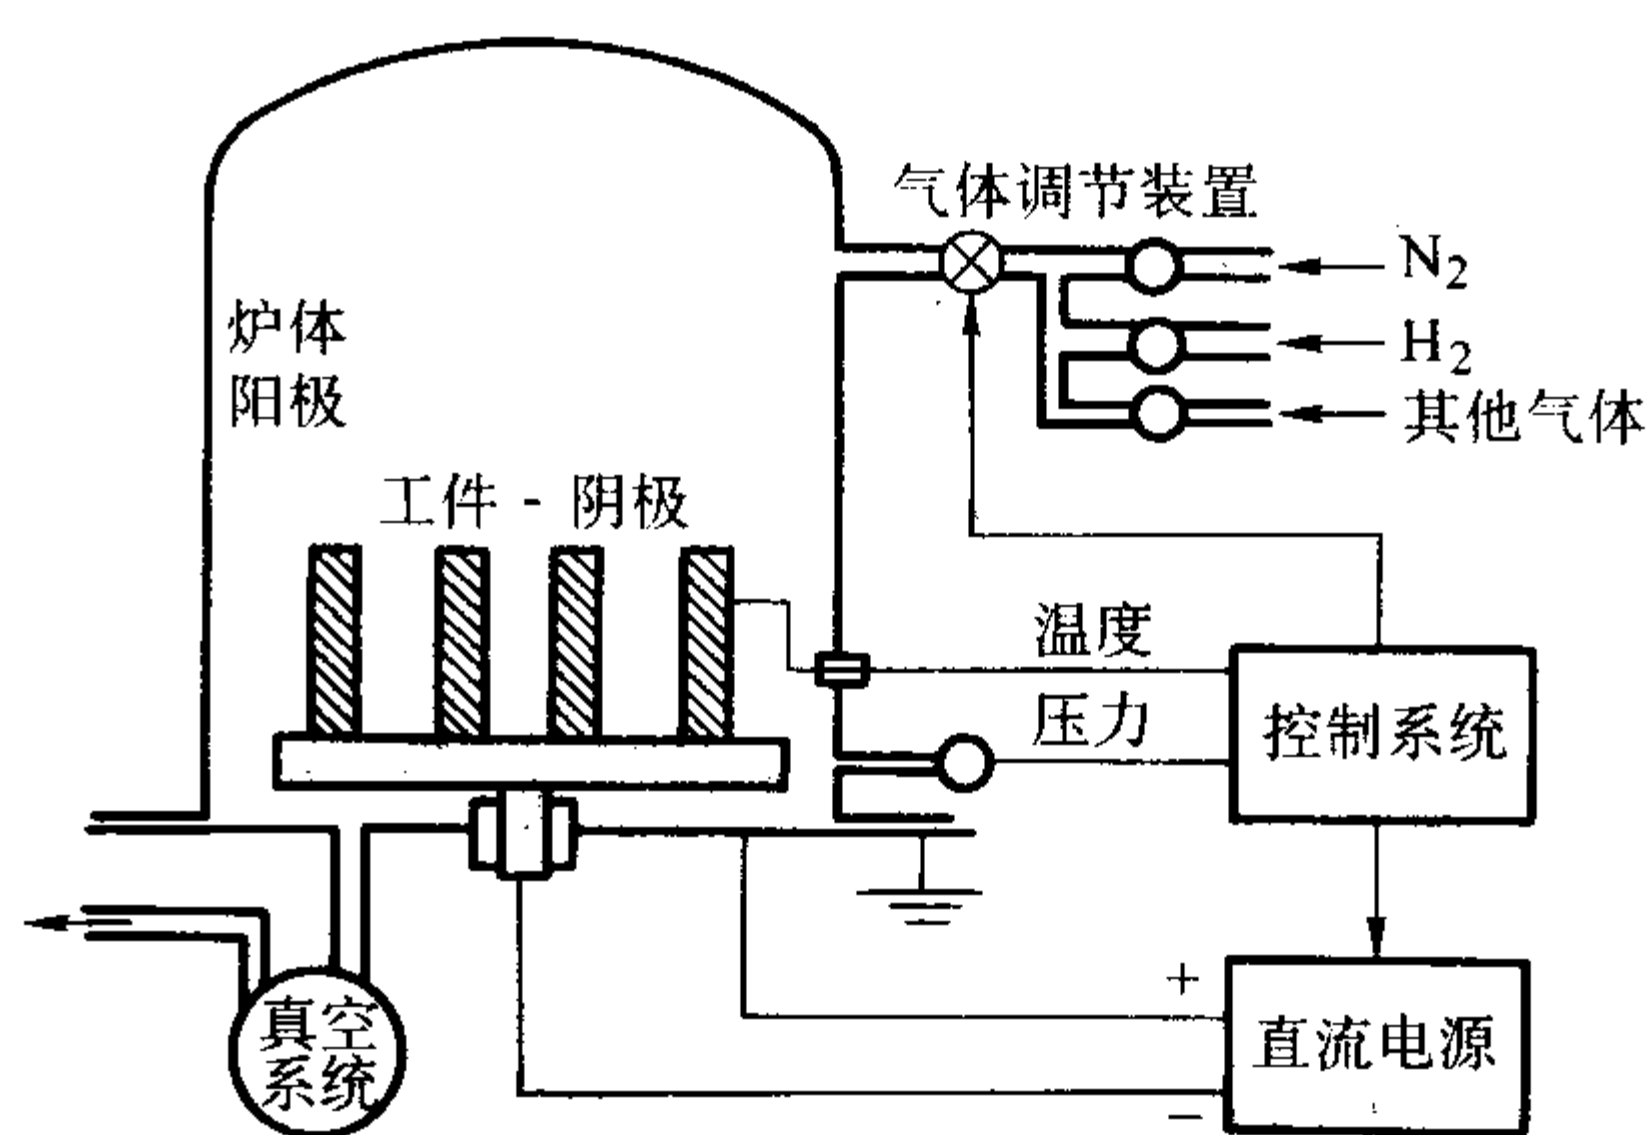 气体调节装置
N₂
H₂
其他气体
炉体
阳极
工件 - 阴极
温度
压力
控制系统
+
直流电源
−
真空
系统